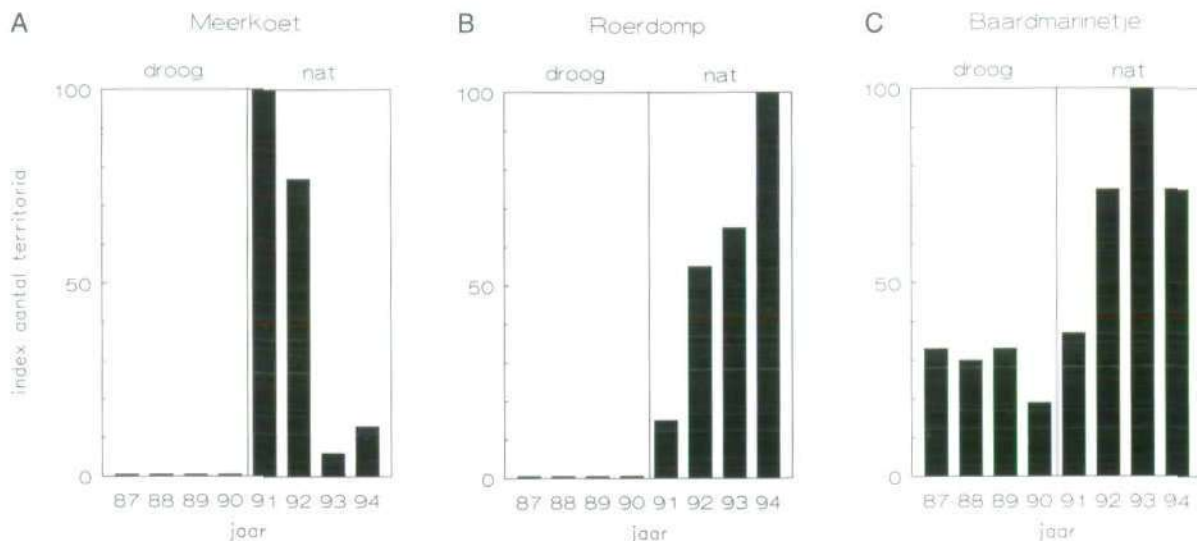 A Meerkoet
droog nat
100
50
0
index aantal territoria
87 88 89 90 91 92 93 94
jaar
B Roerdomp
droog nat
100
50
0
87 88 89 90 91 92 93 94
jaar
C Baardmannetje
droog nat
100
50
0
87 88 89 90 91 92 93 94
jaar